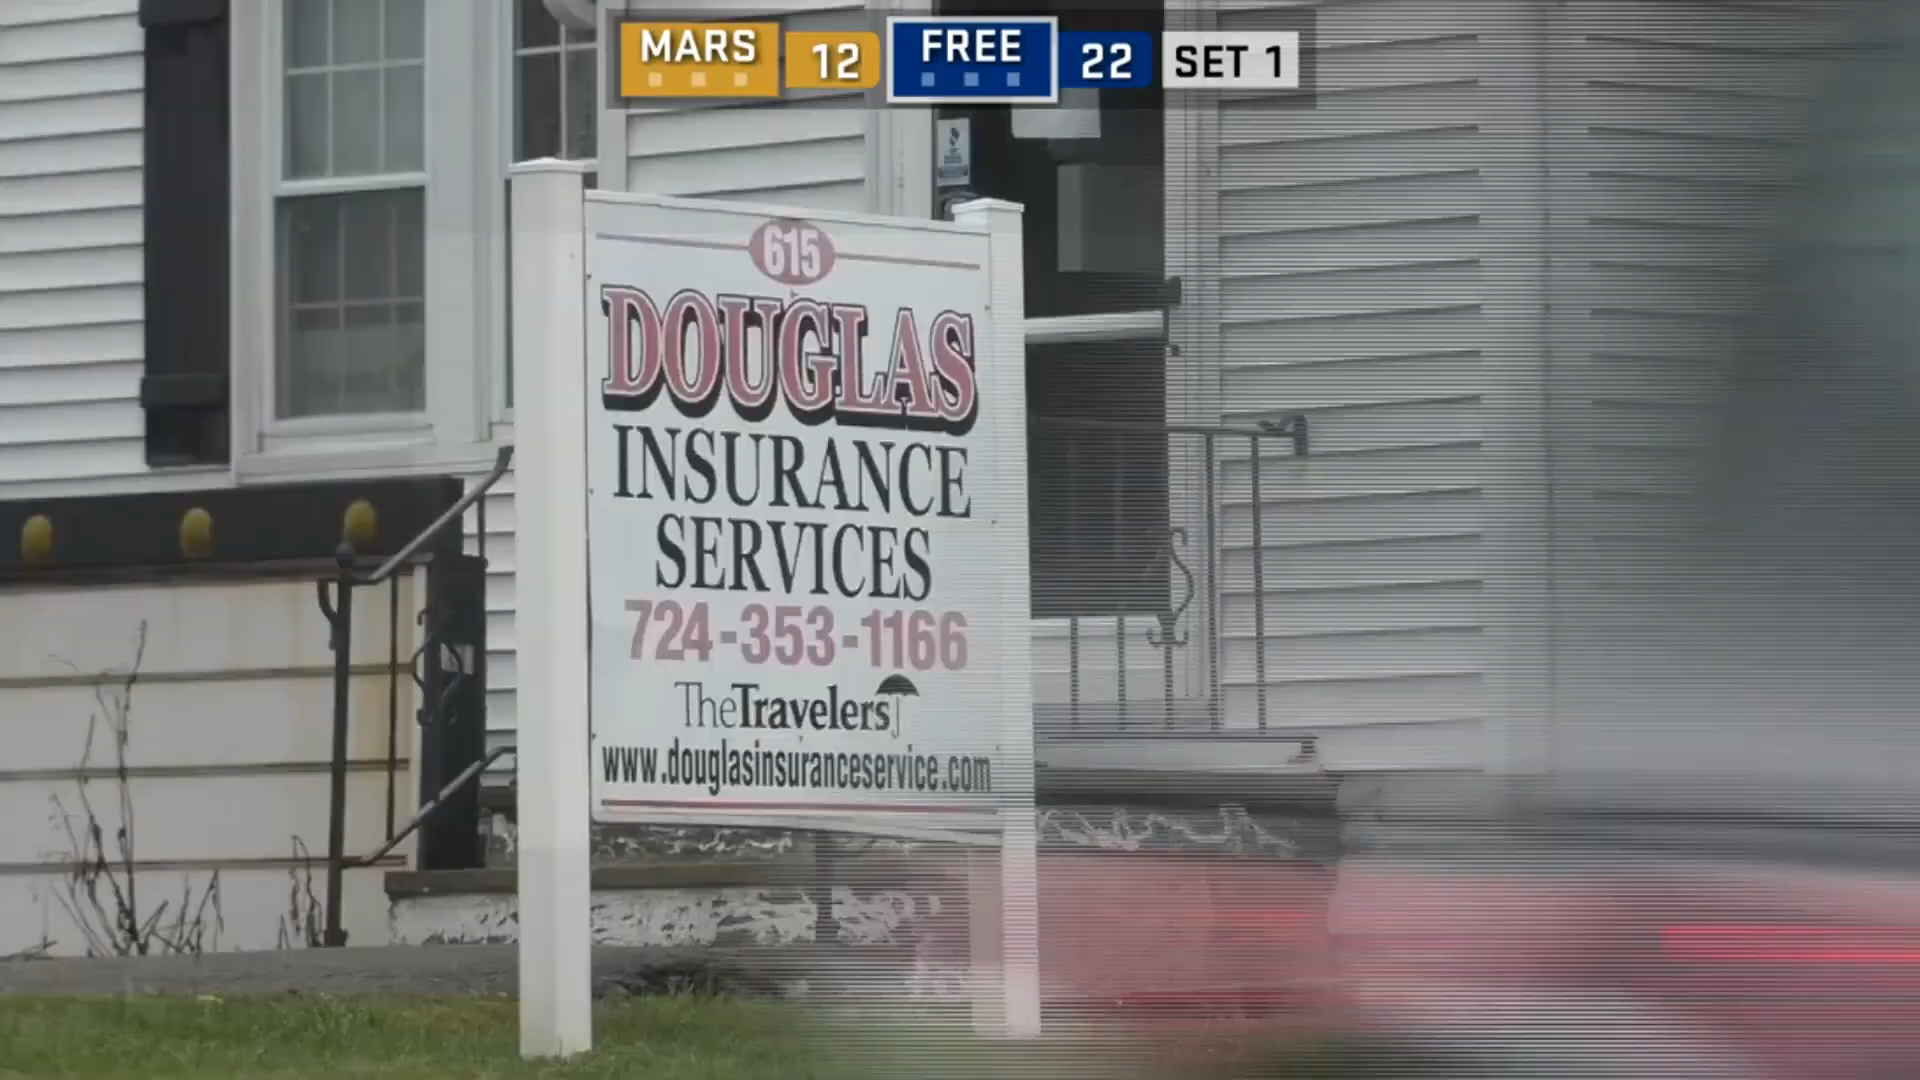 MARS 12 FREE 22 SET 1
615
DOUGLAS
INSURANCE
SERVICES
724-353-1166
TheTravelers
www.douglasinsuranceservice.com